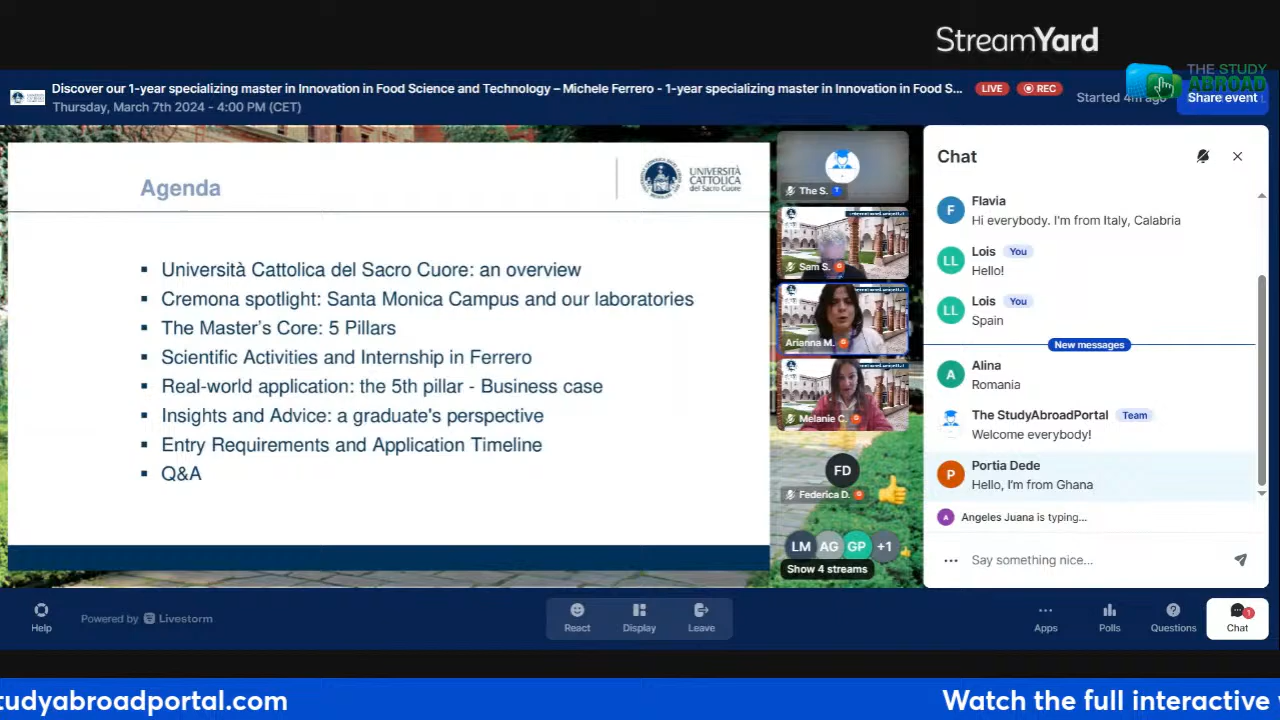 StreamYard
THE STUDY
ABROAD
Discover our 1-year specializing master in Innovation in Food Science and Technology – Michele Ferrero - 1-year specializing master in Innovation in Food S...
LIVE
REC
Thursday, March 7th 2024 - 4:00 PM (CET)
Started 4m ago
Share event
Agenda
UNIVERSITÀ
CATTOLICA
del Sacro Cuore
▪ Università Cattolica del Sacro Cuore: an overview
▪ Cremona spotlight: Santa Monica Campus and our laboratories
▪ The Master's Core: 5 Pillars
▪ Scientific Activities and Internship in Ferrero
▪ Real-world application: the 5th pillar - Business case
▪ Insights and Advice: a graduate's perspective
▪ Entry Requirements and Application Timeline
▪ Q&A
The S.
T
Sam S.
Arianna M.
Melanie C.
FD
Federica D.
LM AG GP +1
Show 4 streams
Chat
F
Flavia
Hi everybody. I'm from Italy, Calabria
LL
Lois You
Hello!
LL
Lois You
Spain
New messages
A
Alina
Romania
The StudyAbroadPortal Team
Welcome everybody!
P
Portia Dede
Hello, I'm from Ghana
A
Angeles Juana is typing...
Say something nice...
Help
Powered by Livestorm
React
Display
Leave
Apps
Polls
Questions
1
Chat
tudyabroadportal.com
Watch the full interactive